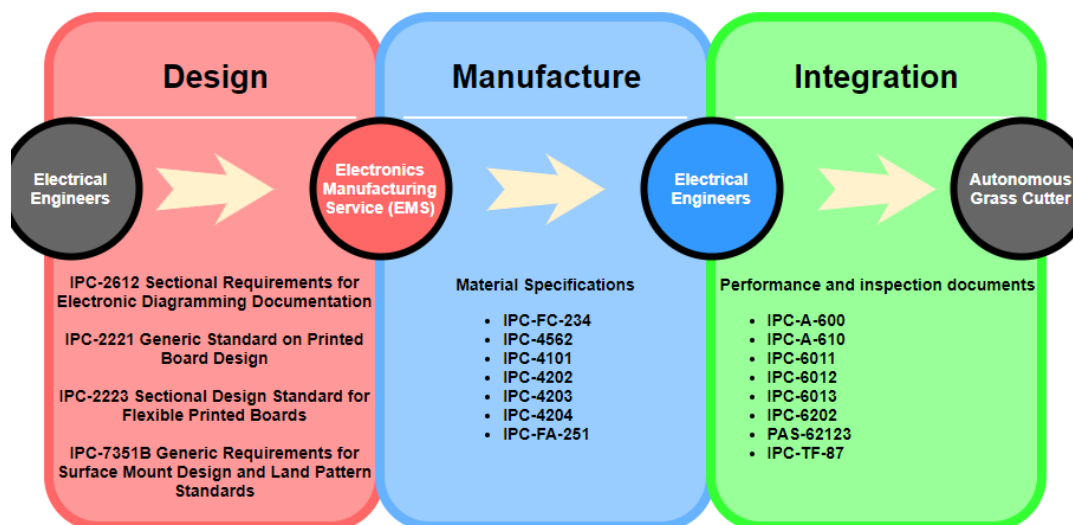 Design
Manufacture
Integration
Electrical
Engineers
Electronics
Manufacturing
Service (EMS)
Electrical
Engineers
Autonomous
Grass Cutter
IPC-2612 Sectional Requirements for
Electronic Diagramming Documentation
IPC-2221 Generic Standard on Printed
Board Design
IPC-2223 Sectional Design Standard for
Flexible Printed Boards
IPC-7351B Generic Requirements for
Surface Mount Design and Land Pattern
Standards
Material Specifications
• IPC-FC-234
• IPC-4562
• IPC-4101
• IPC-4202
• IPC-4203
• IPC-4204
• IPC-FA-251
Performance and inspection documents
• IPC-A-600
• IPC-A-610
• IPC-6011
• IPC-6012
• IPC-6013
• IPC-6202
• PAS-62123
• IPC-TF-87